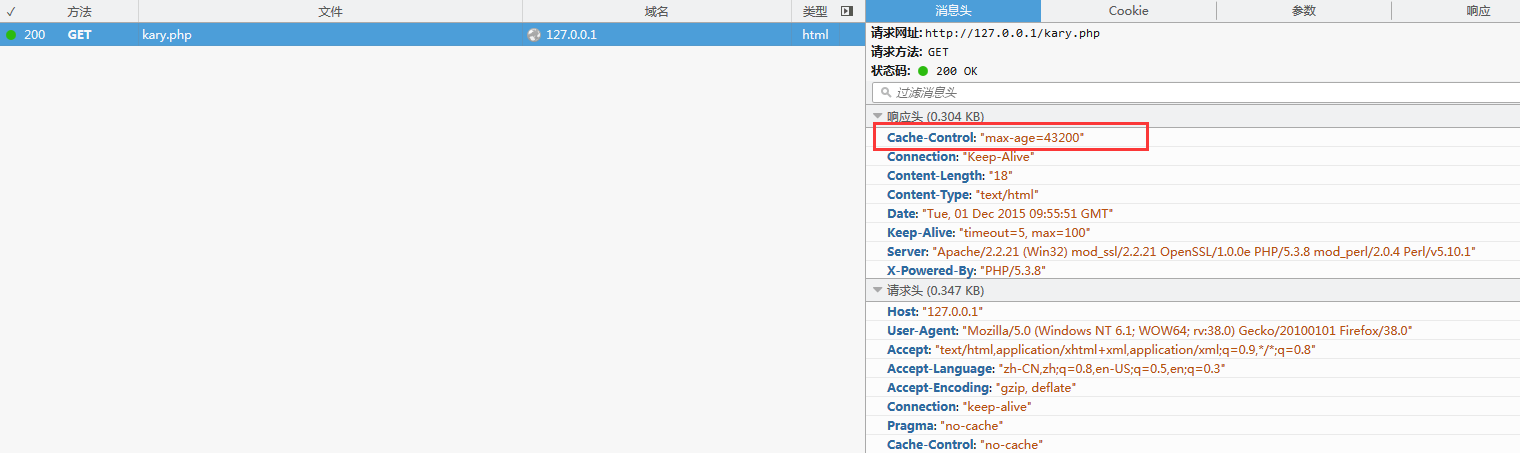 ✓ 方法 文件 域名 类型
200 GET kary.php 127.0.0.1 html
消息头 Cookie 参数 响应
请求网址: http://127.0.0.1/kary.php
请求方法: GET
状态码: 200 OK
过滤消息头
响应头 (0.304 KB)
Cache-Control: "max-age=43200"
Connection: "Keep-Alive"
Content-Length: "18"
Content-Type: "text/html"
Date: "Tue, 01 Dec 2015 09:55:51 GMT"
Keep-Alive: "timeout=5, max=100"
Server: "Apache/2.2.21 (Win32) mod_ssl/2.2.21 OpenSSL/1.0.0e PHP/5.3.8 mod_perl/2.0.4 Perl/v5.10.1"
X-Powered-By: "PHP/5.3.8"
请求头 (0.347 KB)
Host: "127.0.0.1"
User-Agent: "Mozilla/5.0 (Windows NT 6.1; WOW64; rv:38.0) Gecko/20100101 Firefox/38.0"
Accept: "text/html,application/xhtml+xml,application/xml;q=0.9,*/*;q=0.8"
Accept-Language: "zh-CN,zh;q=0.8,en-US;q=0.5,en;q=0.3"
Accept-Encoding: "gzip, deflate"
Connection: "keep-alive"
Pragma: "no-cache"
Cache-Control: "no-cache"